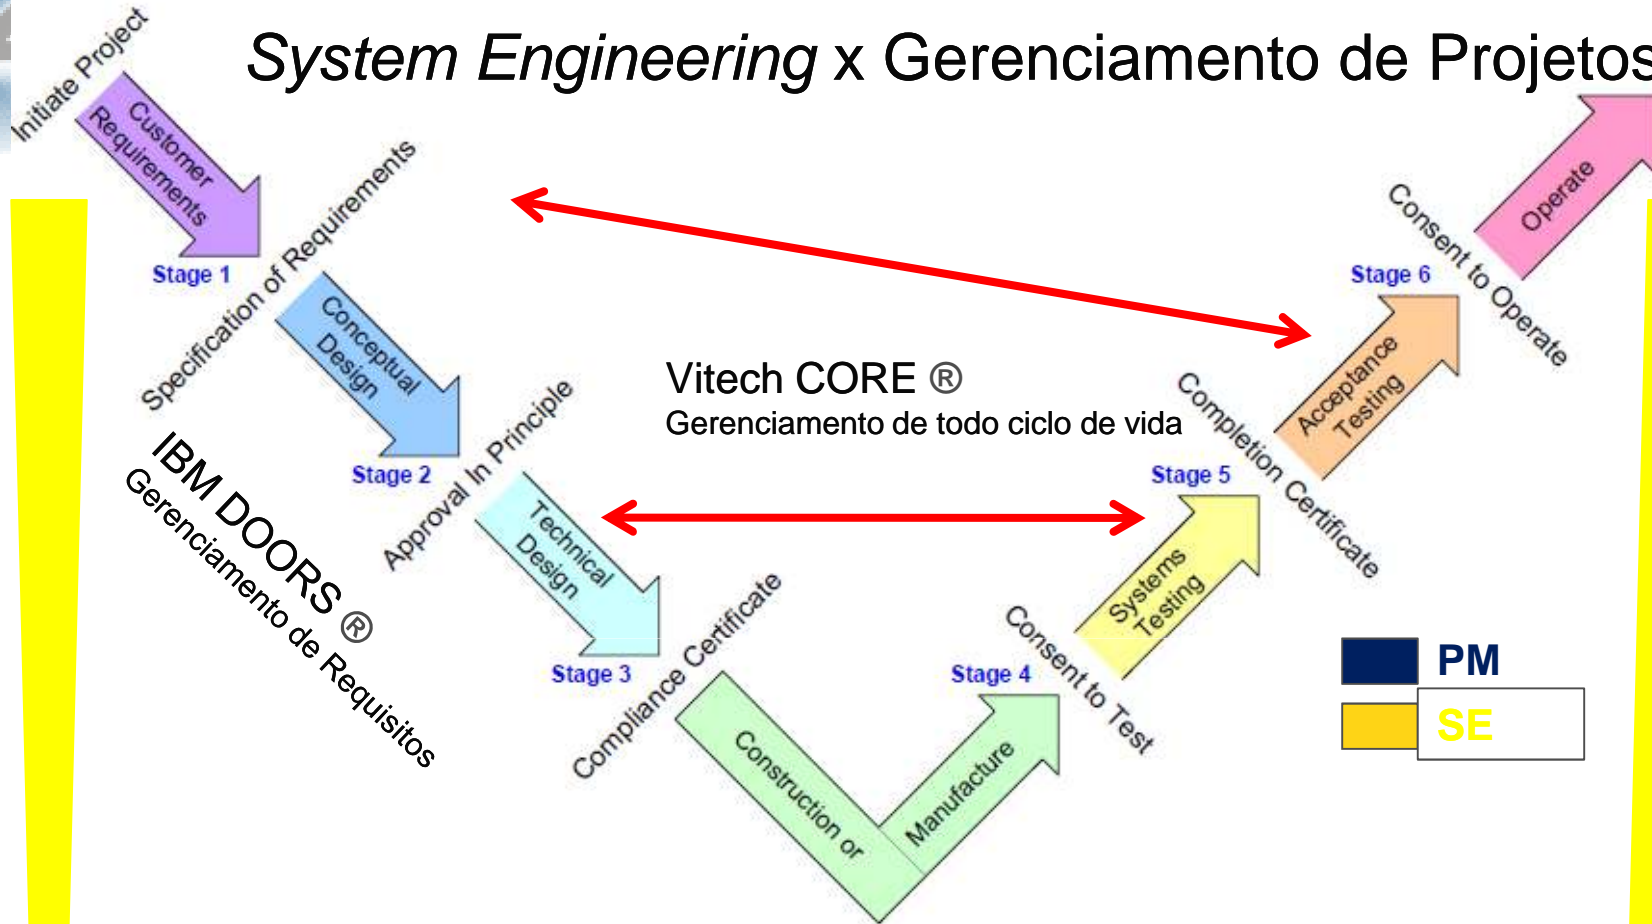 System Engineering x Gerenciamento de Projetos
Initiate Project
Customer
Requirements
Stage 1
Specification of Requirements
Conceptual
Design
Stage 2
Approval In Principle
IBM DOORS ®
Gerenciamento de Requisitos
Technical
Design
Stage 3
Compliance Certificate
Vitech CORE ®
Gerenciamento de todo ciclo de vida
Construction or
Manufacture
Stage 4
Consent to Test
Systems
Testing
Stage 5
Completion Certificate
Acceptance
Testing
Stage 6
Consent to Operate
Operate
PM
SE